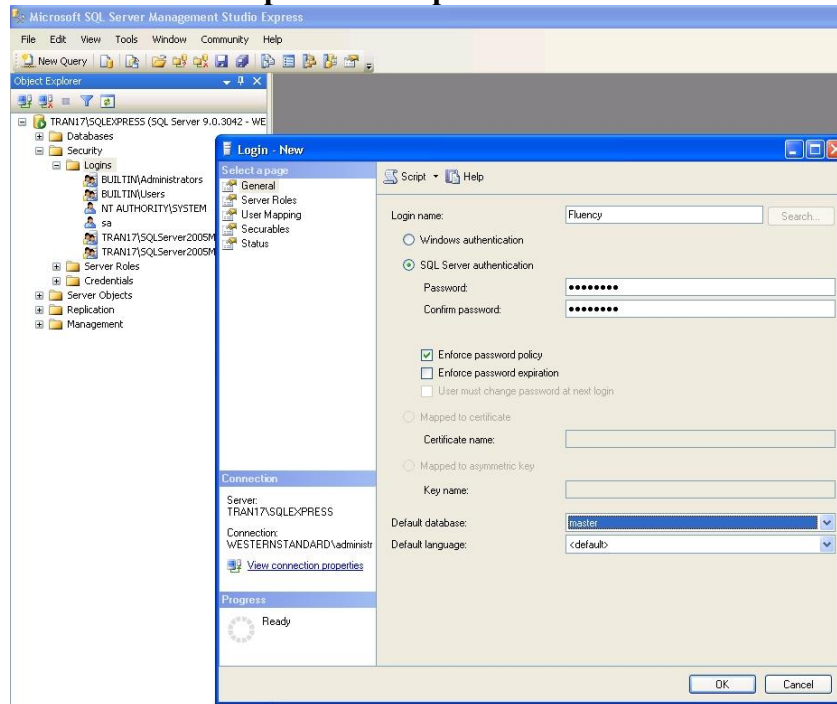 Microsoft SQL Server Management Studio Express
File Edit View Tools Window Community Help
New Query
Object Explorer
TRAN17\SQLEXPRESS (SQL Server 9.0.3042 - WE
Databases
Security
Logins
BUILTIN\Administrators
BUILTIN\Users
NT AUTHORITY\SYSTEM
sa
TRAN17\SQLServer2005M
TRAN17\SQLServer2005M
Server Roles
Credentials
Server Objects
Replication
Management
Login - New
Select a page
General
Server Roles
User Mapping
Securables
Status
Connection
Server:
TRAN17\SQLEXPRESS
Connection:
WESTERNSTANDARD\administr
View connection properties
Progress
Ready
Script Help
Login name: Fluency Search...
Windows authentication
SQL Server authentication
Password: ●●●●●●●●
Confirm password: ●●●●●●●●
Enforce password policy
Enforce password expiration
User must change password at next login
Mapped to certificate
Certificate name:
Mapped to asymmetric key
Key name:
Default database: master
Default language: <default>
OK Cancel